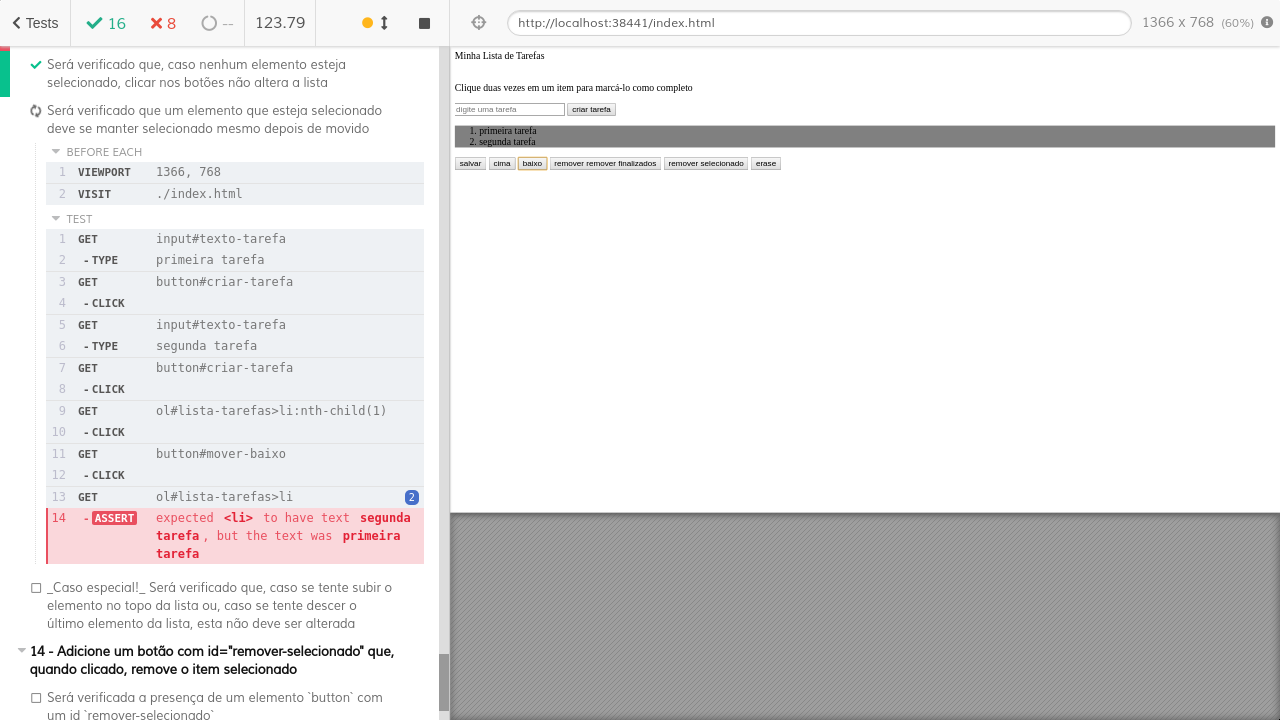 Tests
16
8
--
123.79
http://localhost:38441/index.html
1366 x 768 (60%)
Será verificado que, caso nenhum elemento esteja
selecionado, clicar nos botões não altera a lista
Será verificado que um elemento que esteja selecionado
deve se manter selecionado mesmo depois de movido
BEFORE EACH
1 VIEWPORT 1366, 768
2 VISIT ./index.html
TEST
1 GET input#texto-tarefa
2 -TYPE primeira tarefa
3 GET button#criar-tarefa
4 -CLICK
5 GET input#texto-tarefa
6 -TYPE segunda tarefa
7 GET button#criar-tarefa
8 -CLICK
9 GET ol#lista-tarefas>li:nth-child(1)
10 -CLICK
11 GET button#mover-baixo
12 -CLICK
13 GET ol#lista-tarefas>li 2
14 -ASSERT expected <li> to have text segunda
tarefa, but the text was primeira
tarefa
_Caso especial!_ Será verificado que, caso se tente subir o
elemento no topo da lista ou, caso se tente descer o
último elemento da lista, esta não deve ser alterada
14 - Adicione um botão com id="remover-selecionado" que,
quando clicado, remove o item selecionado
Será verificada a presença de um elemento `button` com
um id `remover-selecionado`
Minha Lista de Tarefas
Clique duas vezes em um item para marcá-lo como completo
digite uma tarefa criar tarefa
1. primeira tarefa
2. segunda tarefa
salvar cima baixo remover remover finalizados remover selecionado erase